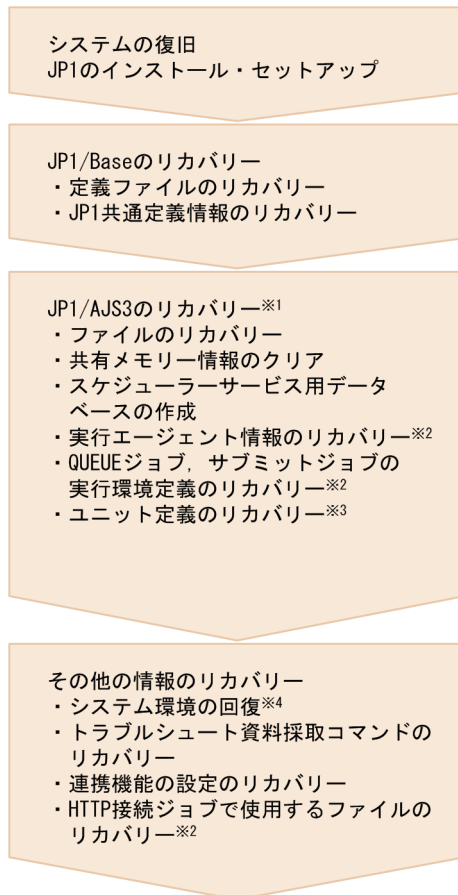 システムの復旧
JP1のインストール・セットアップ
JP1/Baseのリカバリー
・定義ファイルのリカバリー
・JP1共通定義情報のリカバリー
JP1/AJS3のリカバリー※1
・ファイルのリカバリー
・共有メモリー情報のクリア
・スケジューラーサービス用データ
ベースの作成
・実行エージェント情報のリカバリー※2
・QUEUEジョブ，サブミットジョブの
実行環境定義のリカバリー※2
・ユニット定義のリカバリー※3
その他の情報のリカバリー
・システム環境の回復※4
・トラブルシュート資料採取コマンドの
リカバリー
・連携機能の設定のリカバリー
・HTTP接続ジョブで使用するファイルの
リカバリー※2